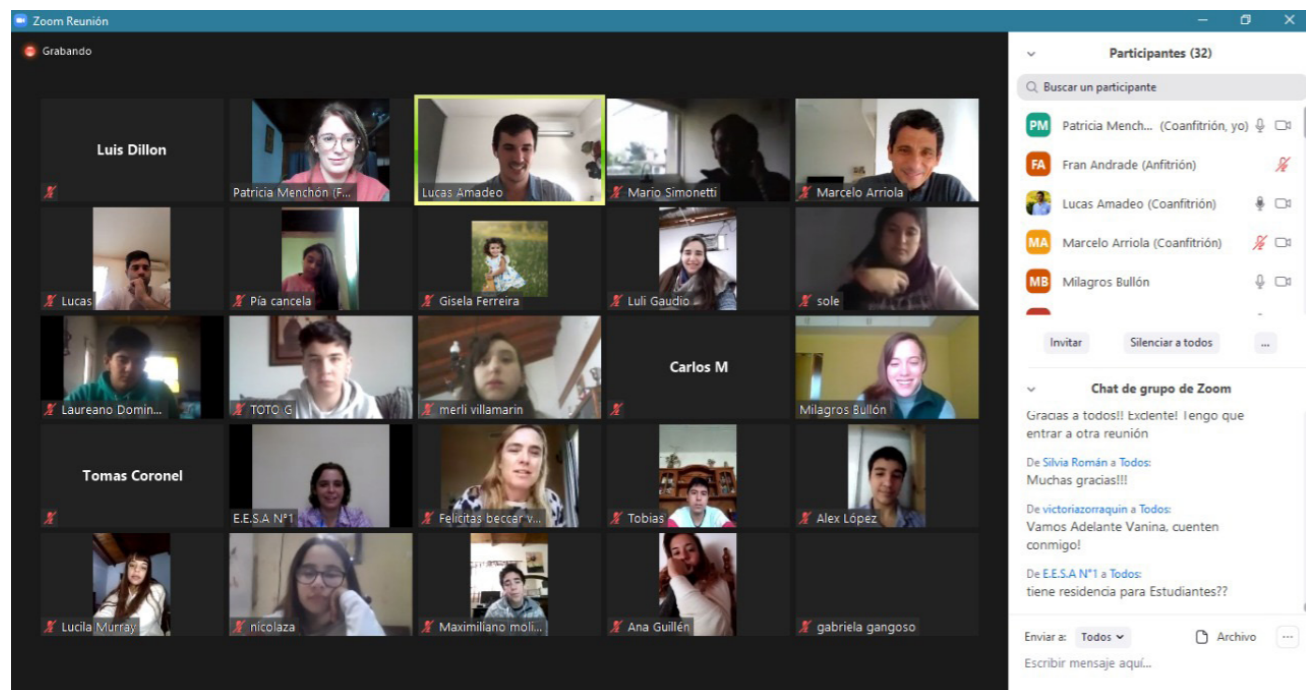 Zoom Reunión
Grabando
Luis Dillon
Patricia Menchón (F...
Lucas Amadeo
Mario Simonetti
Marcelo Arriola
Lucas
Pía cancela
Gisela Ferreira
Luli Gaudio
sole
Laureano Domin...
TOTO G
merli villamarin
Carlos M
Milagros Bullón
Tomas Coronel
E.E.S.A N°1
Felicitas beccar v...
Tobias
Alex López
Lucila Murray
nicolaza
Maximiliano moli...
Ana Guillén
gabriela gangoso
Participantes (32)
Buscar un participante
PM Patricia Mench... (Coanfitrión, yo)
FA Fran Andrade (Anfitrión)
Lucas Amadeo (Coanfitrión)
MA Marcelo Arriola (Coanfitrión)
MB Milagros Bullón
Invitar Silenciar a todos ...
Chat de grupo de Zoom
Gracias a todos!! Exclente! Tengo que
entrar a otra reunión
De Silvia Román a Todos:
Muchas gracias!!!
De victoriazorraquin a Todos:
Vamos Adelante Vanina, cuenten
conmigo!
De E.E.S.A N°1 a Todos:
tiene residencia para Estudiantes??
Enviar a: Todos Archivo ...
Escribir mensaje aquí...